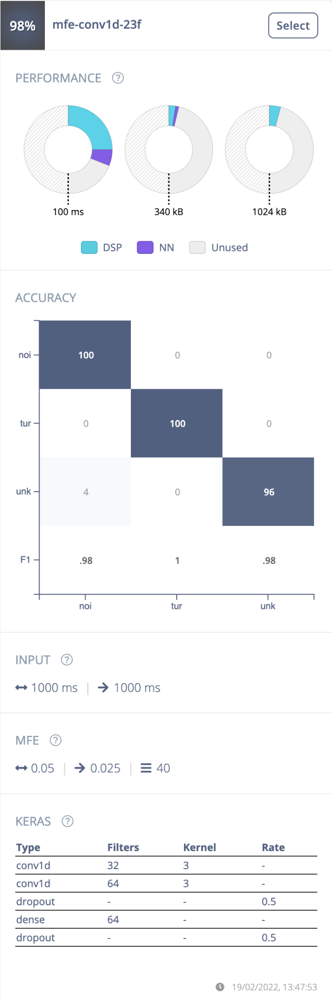 98% mfe-conv1d-23f Select
PERFORMANCE ?
100 ms 340 kB 1024 kB
DSP NN Unused
ACCURACY
noi 100 0 0
tur 0 100 0
unk 4 0 96
F1 .98 1 .98
noi tur unk
INPUT ?
1000 ms | 1000 ms
MFE ?
0.05 | 0.025 | 40
KERAS ?
Type Filters Kernel Rate
conv1d 32 3 -
conv1d 64 3 -
dropout - - 0.5
dense 64 - -
dropout - - 0.5
19/02/2022, 13:47:53